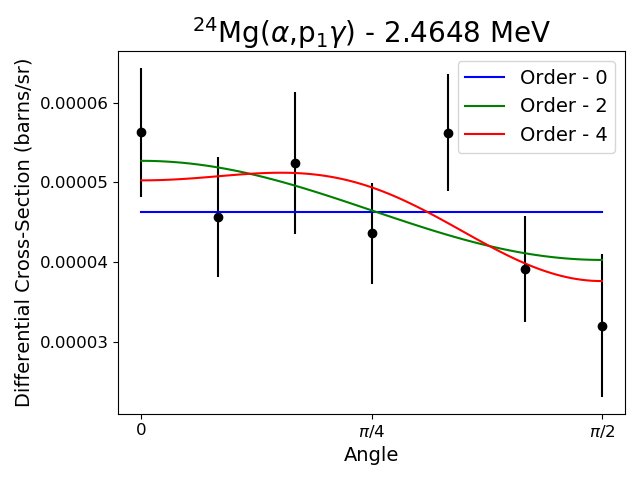 ²⁴Mg(α,p₁γ) - 2.4648 MeV
Differential Cross-Section (barns/sr)
0.00006
0.00005
0.00004
0.00003
Order - 0
Order - 2
Order - 4
0
π/4
π/2
Angle